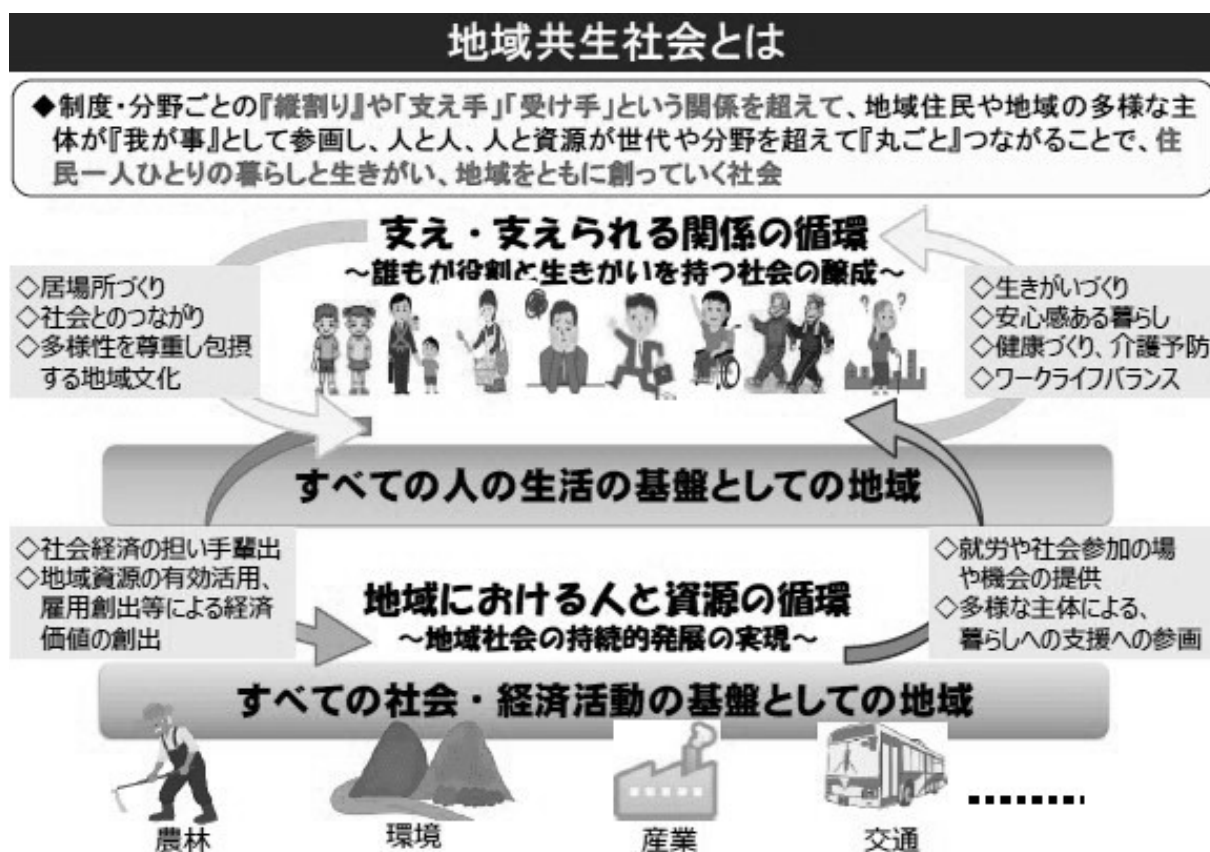 地域共生社会とは
◆制度・分野ごとの『縦割り』や「支え手」「受け手」という関係を超えて、地域住民や地域の多様な主
体が『我が事』として参画し、人と人、人と資源が世代や分野を超えて『丸ごと』つながることで、住
民一人ひとりの暮らしと生きがい、地域をともに創っていく社会
支え・支えられる関係の循環
～誰もが役割と生きがいを持つ社会の醸成～
◇居場所づくり
◇社会とのつながり
◇多様性を尊重し包摂
する地域文化
◇生きがいづくり
◇安心感ある暮らし
◇健康づくり、介護予防
◇ワークライフバランス
すべての人の生活の基盤としての地域
◇社会経済の担い手輩出
◇地域資源の有効活用、
雇用創出等による経済
価値の創出
地域における人と資源の循環
～地域社会の持続的発展の実現～
◇就労や社会参加の場
や機会の提供
◇多様な主体による、
暮らしへの支援への参画
すべての社会・経済活動の基盤としての地域
農林
環境
産業
交通